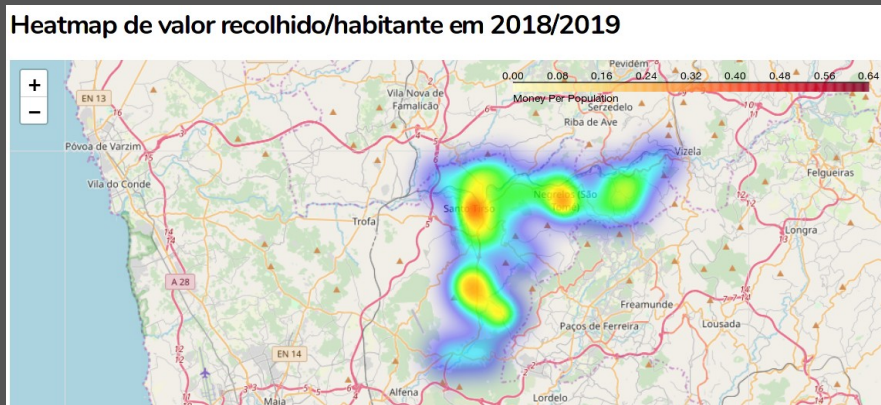 Heatmap de valor recolhido/habitante em 2018/2019
+
−
Pevidém
0.00 0.08 0.16 0.24 0.32 0.40 0.48 0.56 0.64
Money Per Population
EN 13
Vila Nova de
Famalicão
Serzedelo
Riba de Ave
Póvoa de Varzim
Vizela
Vila do Conde
Felgueiras
Trofa
Longra
A 28
Freamunde
Paços de Ferreira
Lousada
EN 14
Alfena
Lordelo
Maia